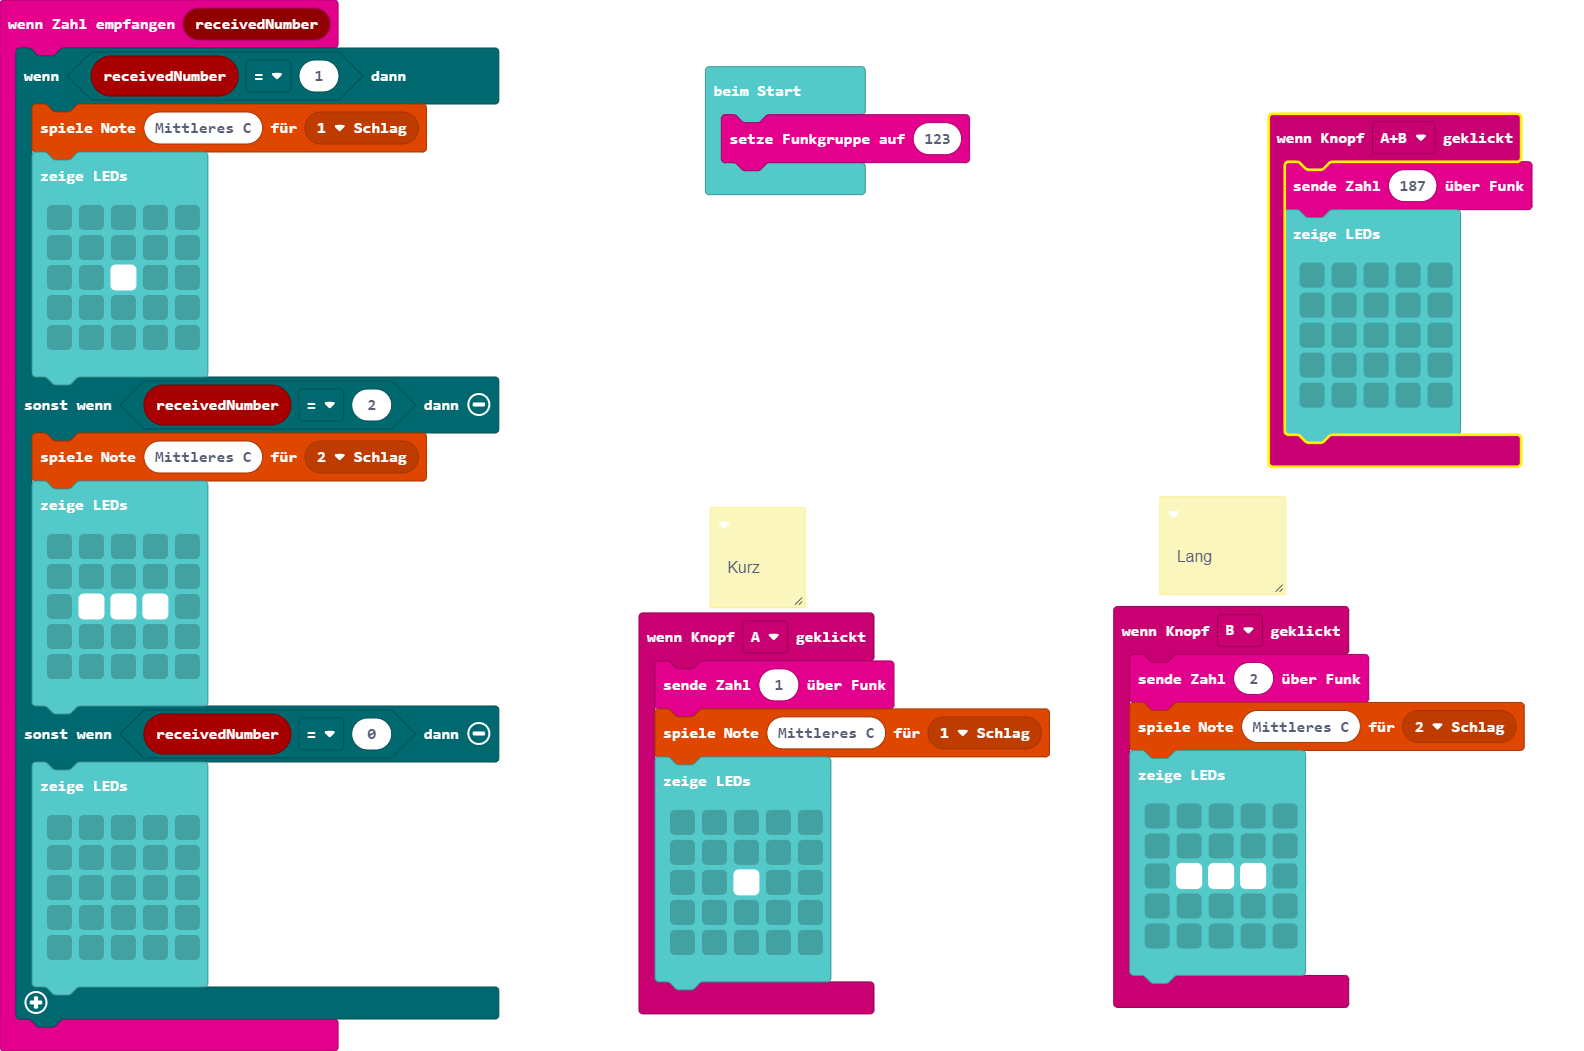 wenn Zahl empfangen receivedNumber
wenn receivedNumber = 1 dann
spiele Note Mittleres C für 1 Schlag
zeige LEDs
sonst wenn receivedNumber = 2 dann
spiele Note Mittleres C für 2 Schlag
zeige LEDs
sonst wenn receivedNumber = 0 dann
zeige LEDs
beim Start
setze Funkgruppe auf 123
wenn Knopf A+B geklickt
sende Zahl 187 über Funk
zeige LEDs
Kurz
wenn Knopf A geklickt
sende Zahl 1 über Funk
spiele Note Mittleres C für 1 Schlag
zeige LEDs
Lang
wenn Knopf B geklickt
sende Zahl 2 über Funk
spiele Note Mittleres C für 2 Schlag
zeige LEDs